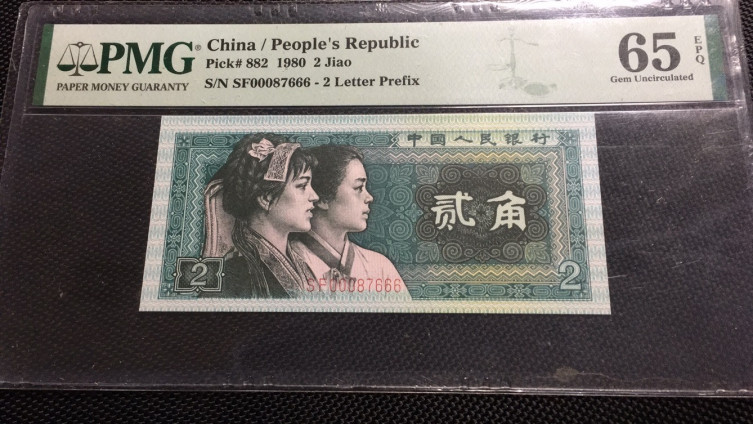 PMG®
PAPER MONEY GUARANTY
China / People's Republic
Pick# 882 1980 2 Jiao
S/N SF00087666 - 2 Letter Prefix
65
EPQ
Gem Uncirculated
中国人民银行
贰角
2
SF00087666
2